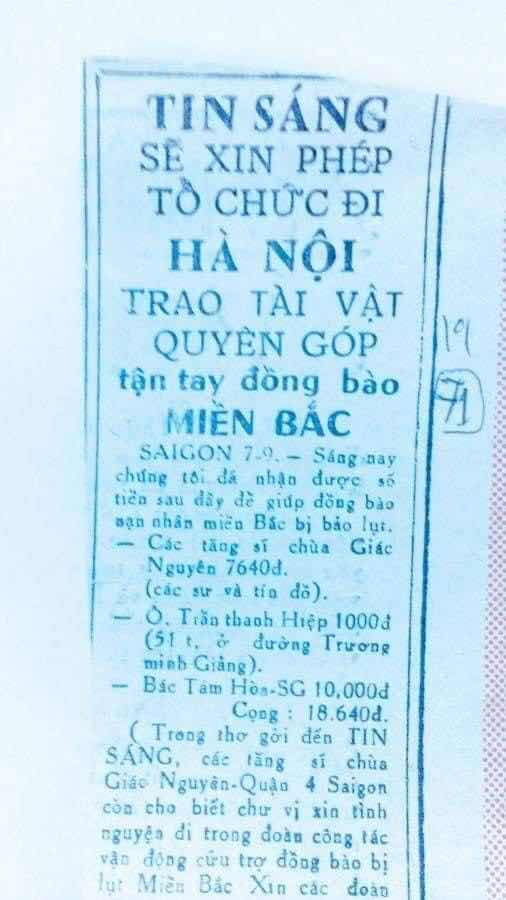 TIN SÁNG
SẼ XIN PHÉP
TỔ CHỨC ĐI
HÀ NỘI
TRAO TÀI VẬT
QUYÊN GÓP
tận tay đồng bào
MIỀN BẮC
SAIGON 7-9. — Sáng nay
chúng tôi đã nhận được số
tiền sau đây để giúp đồng bào
nạn nhân miền Bắc bị bảo lụt.
— Các tăng sĩ chùa Giác
Nguyên 7640đ.
(các sư và tín đồ).
— Ô. Trần thanh Hiệp 1000đ
(51 t. ở đường Trương
minh Giảng).
— Bác Tâm Hòa-SG 10,000đ
Cọng : 18.640đ.
( Trong thơ gởi đến TIN
SÁNG, các tăng sĩ chùa
Giác Nguyên-Quận 4 Saigon
còn cho biết chư vị xin tình
nguyện đi trong đoàn công tác
vận động cứu trợ đồng bào bị
lụt Miền Bắc Xin các đoàn
19
71